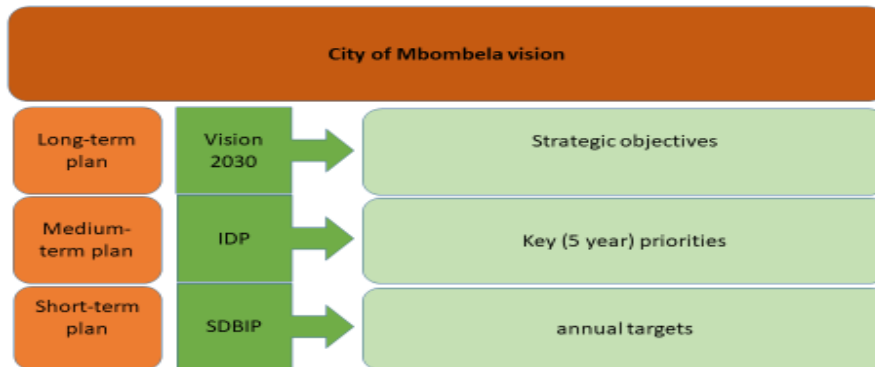 City of Mbombela vision
Long-term
plan
Vision
2030
Strategic objectives
Medium-
term plan
IDP
Key (5 year) priorities
Short-term
plan
SDBIP
annual targets